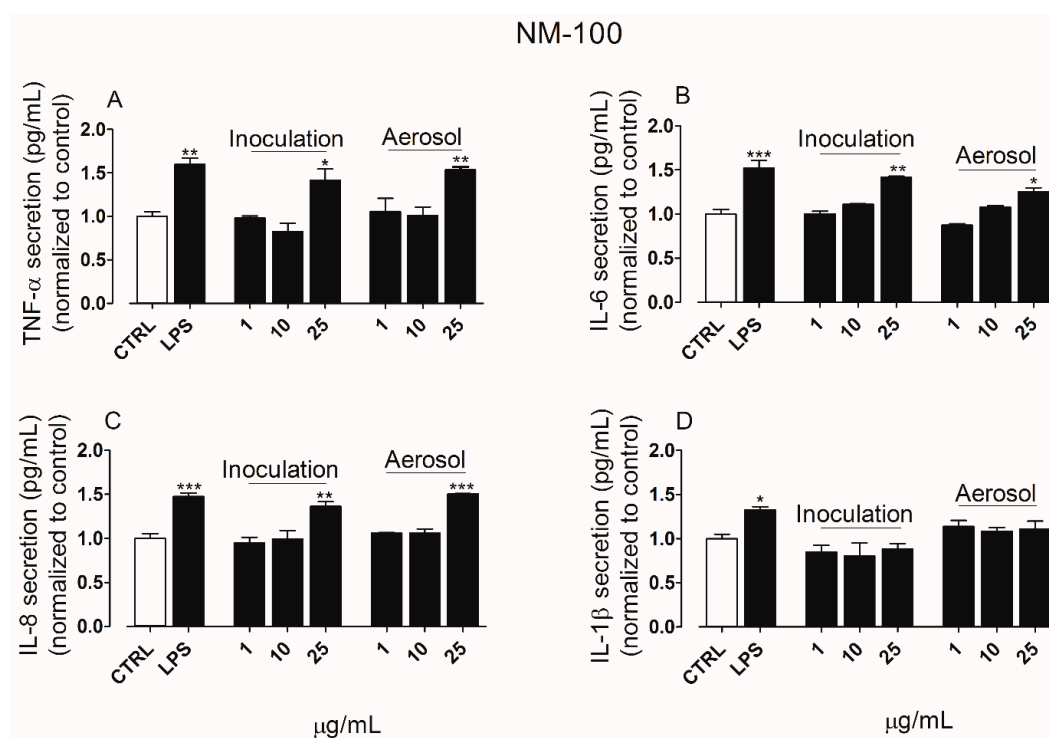 NM-100
A
TNF-α secretion (pg/mL)
(normalized to control)
2.0
1.5
1.0
0.5
0.0
**
Inoculation
*
Aerosol
**
CTRL
LPS
1
10
25
1
10
25
B
IL-6 secretion (pg/mL)
(normalized to control)
2.0
1.5
1.0
0.5
0.0
***
Inoculation
**
Aerosol
*
CTRL
LPS
1
10
25
1
10
25
C
IL-8 secretion (pg/mL)
(normalized to control)
2.0
1.5
1.0
0.5
0.0
***
Inoculation
**
Aerosol
***
CTRL
LPS
1
10
25
1
10
25
μg/mL
D
IL-1β secretion (pg/mL)
(normalized to control)
2.0
1.5
1.0
0.5
0.0
*
Inoculation
Aerosol
CTRL
LPS
1
10
25
1
10
25
μg/mL